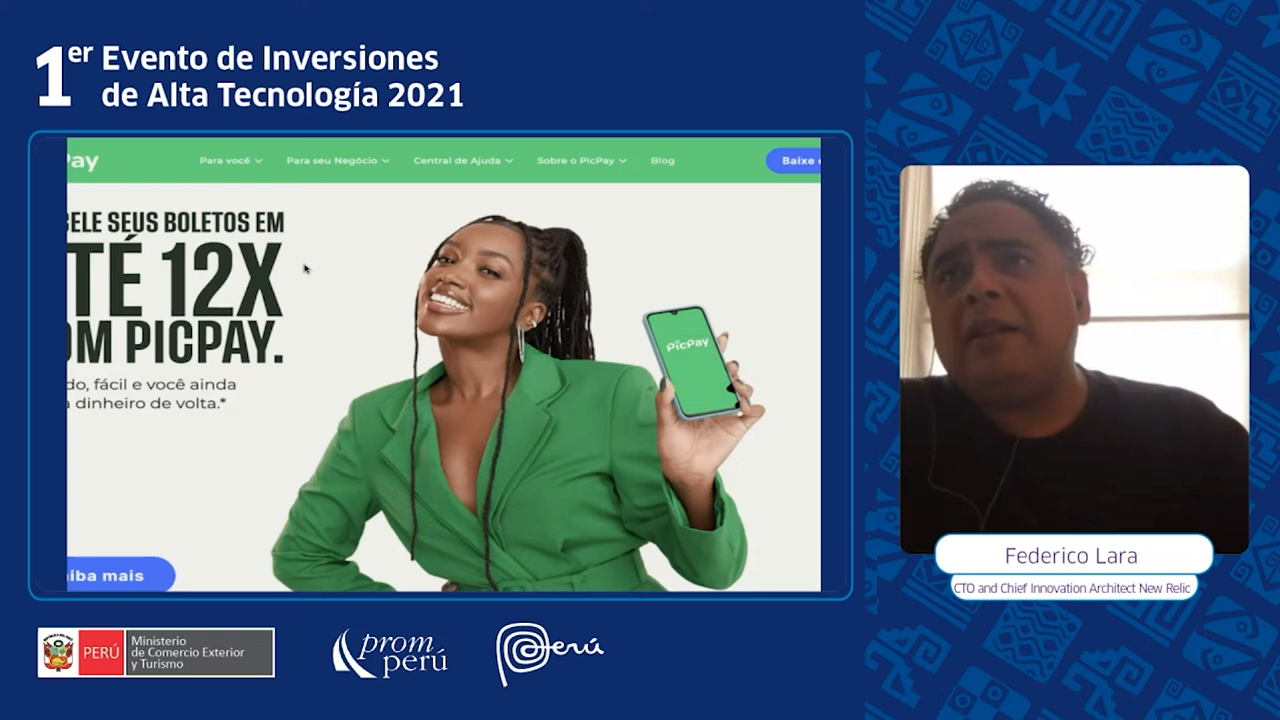 1er Evento de Inversiones
de Alta Tecnología 2021
Pay
Para você
Para seu Negócio
Central de Ajuda
Sobre o PicPay
Blog
Baixe
ELE SEUS BOLETOS EM
TÉ 12X
OM PICPAY.
do, fácil e você ainda
a dinheiro de volta.*
PicPay
aiba mais
Federico Lara
CTO and Chief Innovation Architect New Relic
PERÚ
Ministerio
de Comercio Exterior
y Turismo
prom
perú
Perú